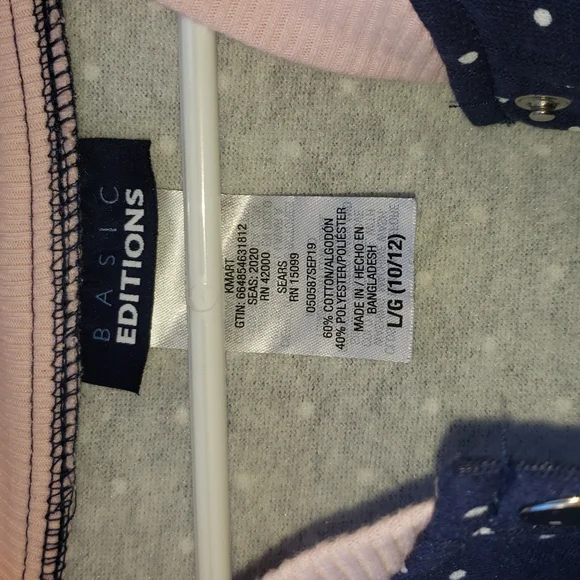 BASIC
EDITIONS
KMART
GTIN: 664854631812
SEAS: 2020
RN 42000
SEARS
RN 15099
050587SEP19
60% COTTON/ALGODÓN
40% POLYESTER/POLIÉSTER
MADE IN / HECHO EN
BANGLADESH
L/G (10/12)